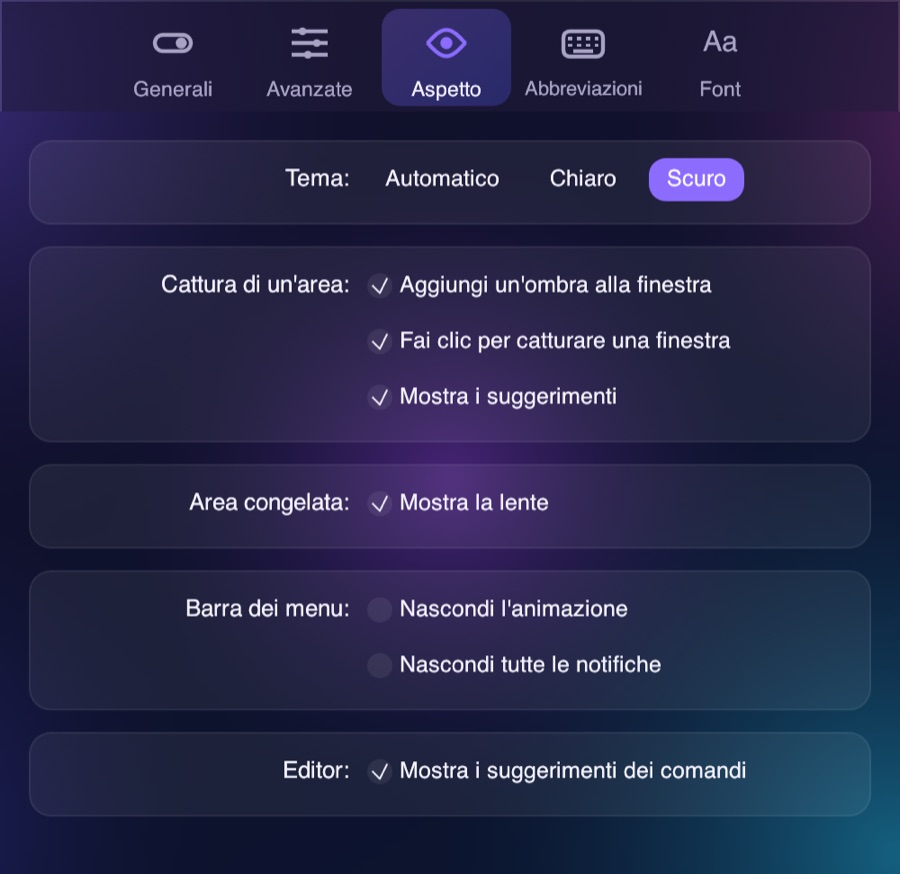 Generali
Avanzate
Aspetto
Abbreviazioni
Aa
Font
Tema: Automatico Chiaro Scuro
Cattura di un'area: Aggiungi un'ombra alla finestra
Fai clic per catturare una finestra
Mostra i suggerimenti
Area congelata: Mostra la lente
Barra dei menu: Nascondi l'animazione
Nascondi tutte le notifiche
Editor: Mostra i suggerimenti dei comandi